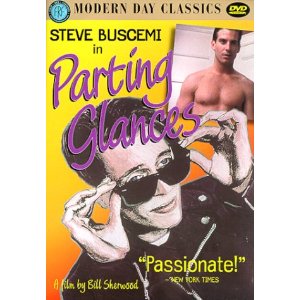 MODERN DAY CLASSICS
DVD
STEVE BUSCEMI
in
Parting
Glances
"Passionate!"
– NEW YORK TIMES
A film by Bill Sherwood